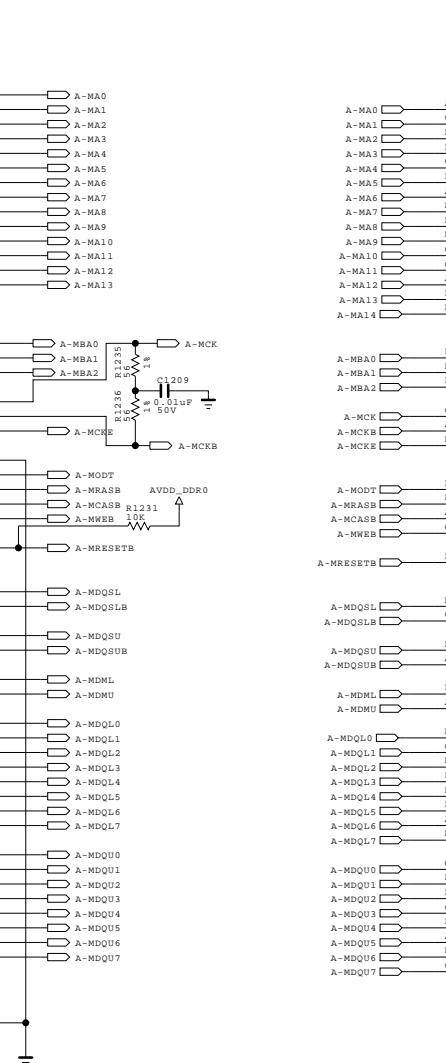 A-MA0
A-MA1
A-MA2
A-MA3
A-MA4
A-MA5
A-MA6
A-MA7
A-MA8
A-MA9
A-MA10
A-MA11
A-MA12
A-MA13
A-MBA0
A-MBA1
A-MBA2
A-MCK
R1235
56
1%
C1209
0.01uF
50V
R1236
56
1%
A-MCKE
A-MCKB
A-MODT
A-MRASB
A-MCASB
A-MWEB
AVDD_DDR0
R1231
10K
A-MRESETB
A-MDQSL
A-MDQSLB
A-MDQSU
A-MDQSUB
A-MDML
A-MDMU
A-MDQL0
A-MDQL1
A-MDQL2
A-MDQL3
A-MDQL4
A-MDQL5
A-MDQL6
A-MDQL7
A-MDQU0
A-MDQU1
A-MDQU2
A-MDQU3
A-MDQU4
A-MDQU5
A-MDQU6
A-MDQU7
A-MA0
A-MA1
A-MA2
A-MA3
A-MA4
A-MA5
A-MA6
A-MA7
A-MA8
A-MA9
A-MA10
A-MA11
A-MA12
A-MA13
A-MA14
A-MBA0
A-MBA1
A-MBA2
A-MCK
A-MCKB
A-MCKE
A-MODT
A-MRASB
A-MCASB
A-MWEB
A-MRESETB
A-MDQSL
A-MDQSLB
A-MDQSU
A-MDQSUB
A-MDML
A-MDMU
A-MDQL0
A-MDQL1
A-MDQL2
A-MDQL3
A-MDQL4
A-MDQL5
A-MDQL6
A-MDQL7
A-MDQU0
A-MDQU1
A-MDQU2
A-MDQU3
A-MDQU4
A-MDQU5
A-MDQU6
A-MDQU7